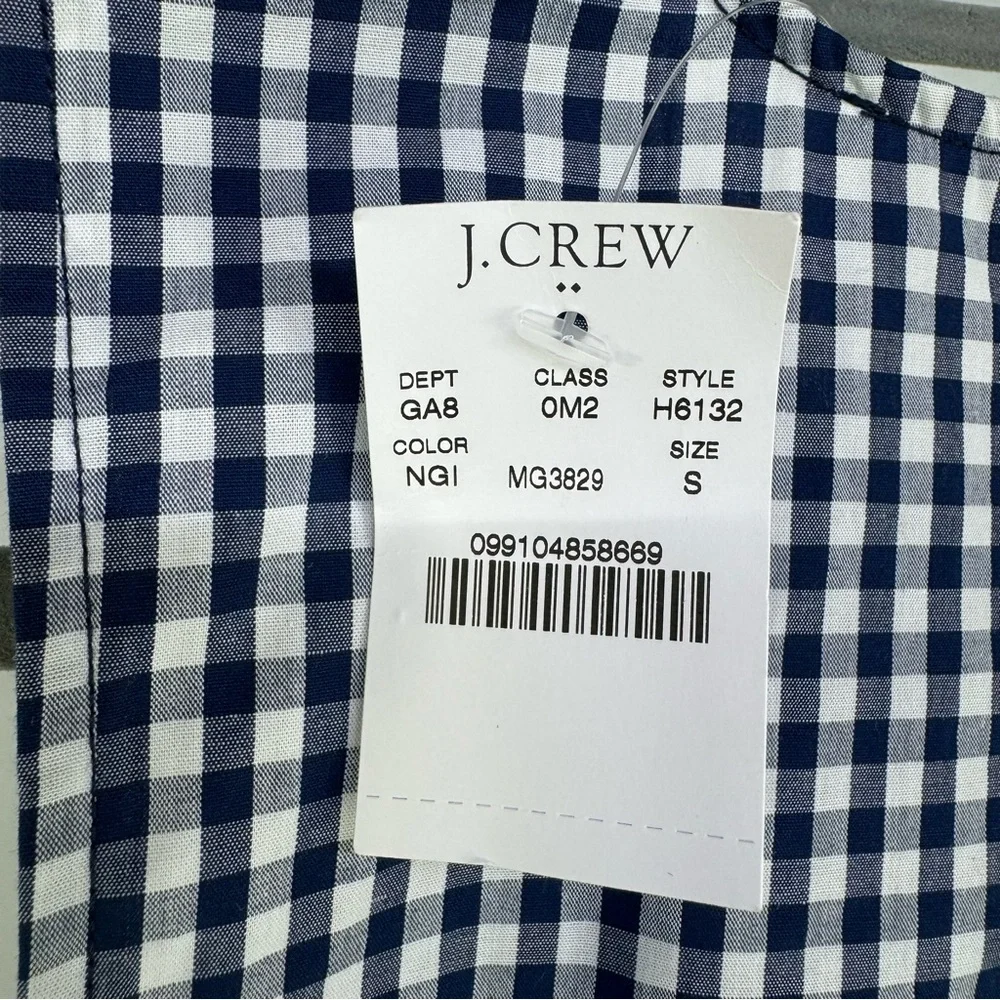 J.CREW
DEPT CLASS STYLE
GA8 0M2 H6132
COLOR SIZE
NGI MG3829 S
099104858669